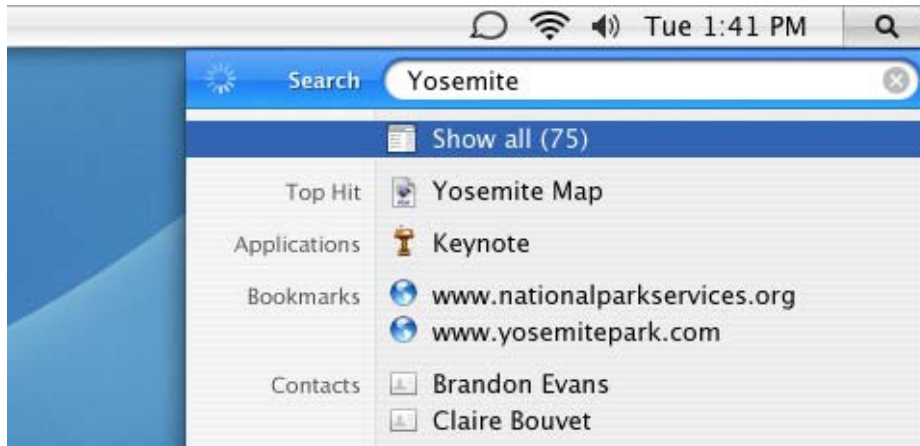 Tue 1:41 PM
Search Yosemite
Show all (75)
Top Hit Yosemite Map
Applications Keynote
Bookmarks www.nationalparkservices.org
www.yosemitepark.com
Contacts Brandon Evans
Claire Bouvet